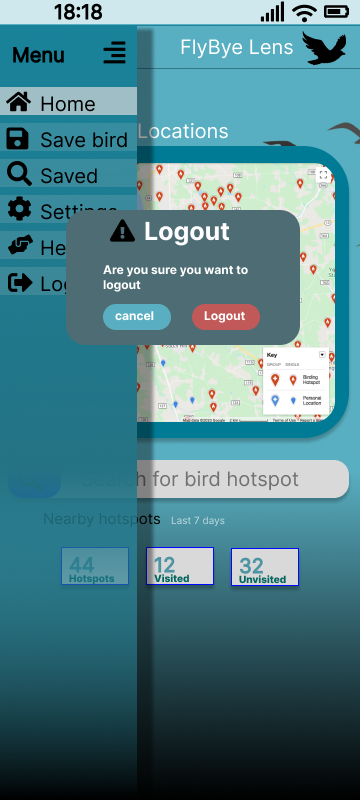 18:18
Menu
FlyBye Lens
Home
Locations
Save bird
Saved
Settings
He
Logout
Are you sure you want to
logout
Log
cancel
Logout
Key
Birding
Hotspot
Personal
Location
Search for bird hotspot
Nearby hotspots
Last 7 days
44
Hotspots
12
Visited
32
Unvisited